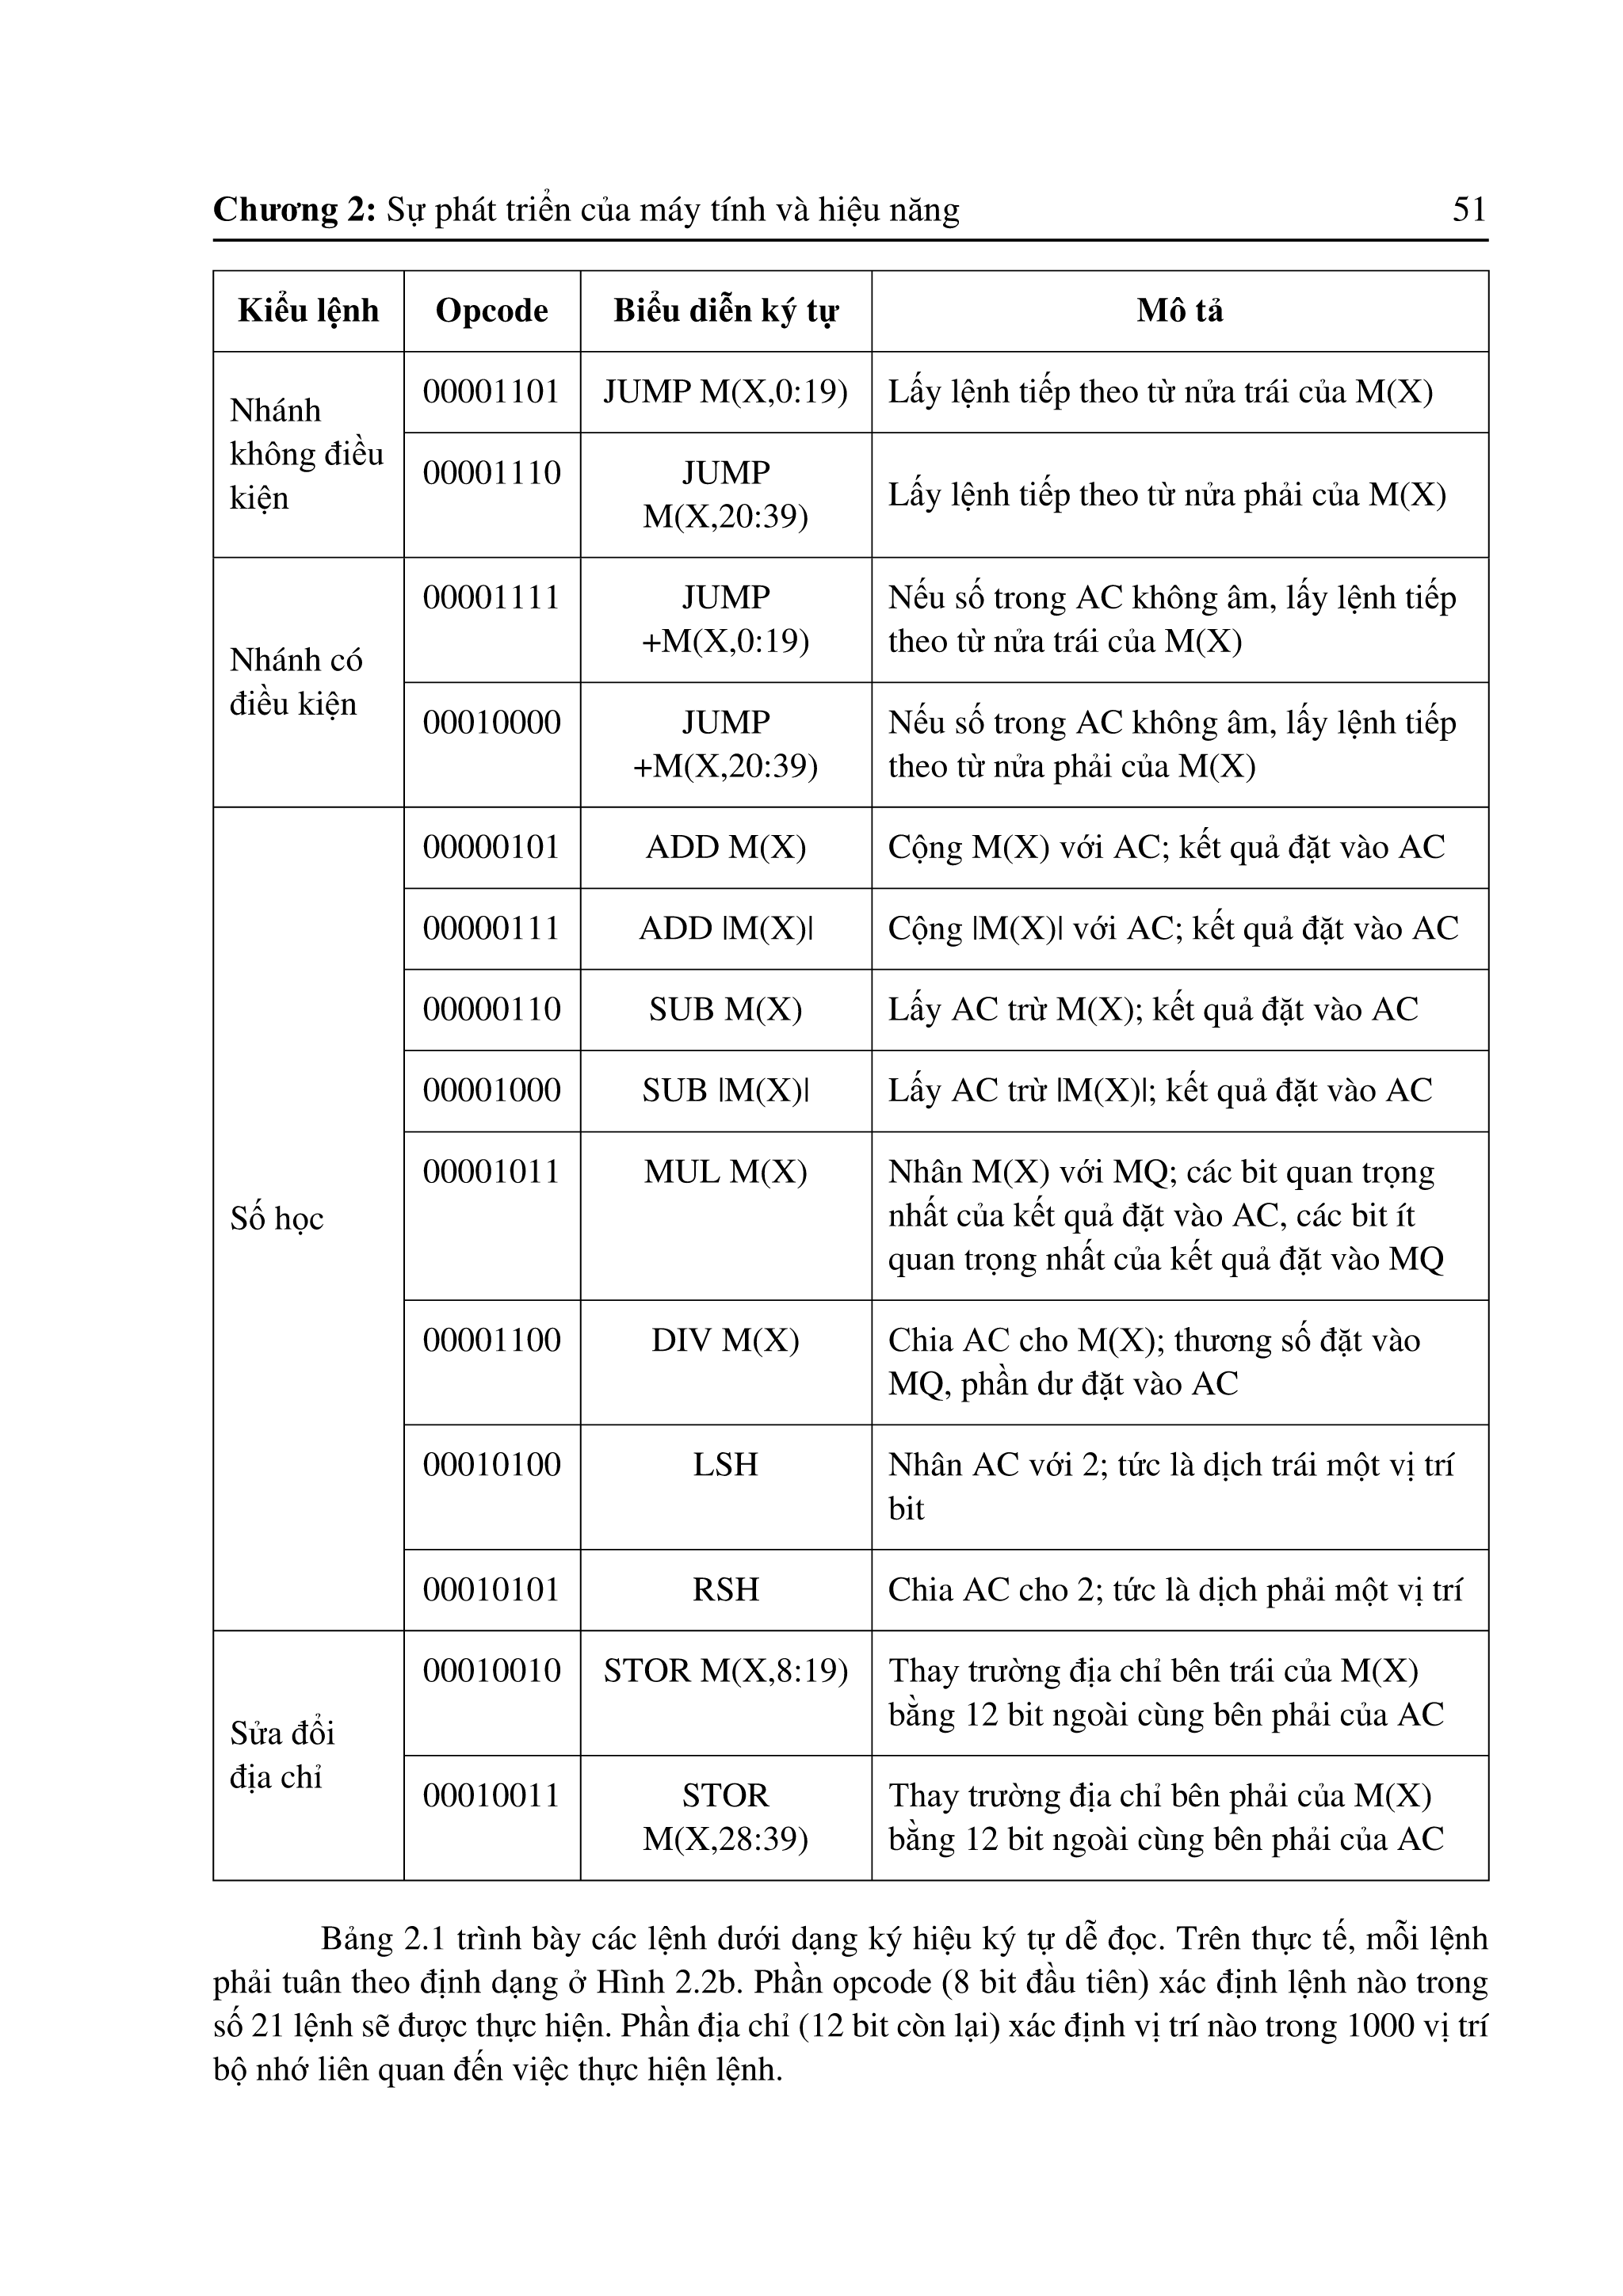 Chương 2: Sự phát triển của máy tính và hiệu năng 51
Kiểu lệnh Opcode Biểu diễn ký tự Mô tả
Nhánh
không điều
kiện
00001101 JUMP M(X,0:19) Lấy lệnh tiếp theo từ nửa trái của M(X)
00001110 JUMP
M(X,20:39)
Lấy lệnh tiếp theo từ nửa phải của M(X)
Nhánh có
điều kiện
00001111 JUMP
+M(X,0:19)
Nếu số trong AC không âm, lấy lệnh tiếp
theo từ nửa trái của M(X)
00010000 JUMP
+M(X,20:39)
Nếu số trong AC không âm, lấy lệnh tiếp
theo từ nửa phải của M(X)
Số học
00000101 ADD M(X) Cộng M(X) với AC; kết quả đặt vào AC
00000111 ADD |M(X)| Cộng |M(X)| với AC; kết quả đặt vào AC
00000110 SUB M(X) Lấy AC trừ M(X); kết quả đặt vào AC
00001000 SUB |M(X)| Lấy AC trừ |M(X)|; kết quả đặt vào AC
00001011 MUL M(X) Nhân M(X) với MQ; các bit quan trọng
nhất của kết quả đặt vào AC, các bit ít
quan trọng nhất của kết quả đặt vào MQ
00001100 DIV M(X) Chia AC cho M(X); thương số đặt vào
MQ, phần dư đặt vào AC
00010100 LSH Nhân AC với 2; tức là dịch trái một vị trí
bit
00010101 RSH Chia AC cho 2; tức là dịch phải một vị trí
Sửa đổi
địa chỉ
00010010 STOR M(X,8:19) Thay trường địa chỉ bên trái của M(X)
bằng 12 bit ngoài cùng bên phải của AC
00010011 STOR
M(X,28:39)
Thay trường địa chỉ bên phải của M(X)
bằng 12 bit ngoài cùng bên phải của AC
Bảng 2.1 trình bày các lệnh dưới dạng ký hiệu ký tự dễ đọc. Trên thực tế, mỗi lệnh
phải tuân theo định dạng ở Hình 2.2b. Phần opcode (8 bit đầu tiên) xác định lệnh nào trong
số 21 lệnh sẽ được thực hiện. Phần địa chỉ (12 bit còn lại) xác định vị trí nào trong 1000 vị trí
bộ nhớ liên quan đến việc thực hiện lệnh.